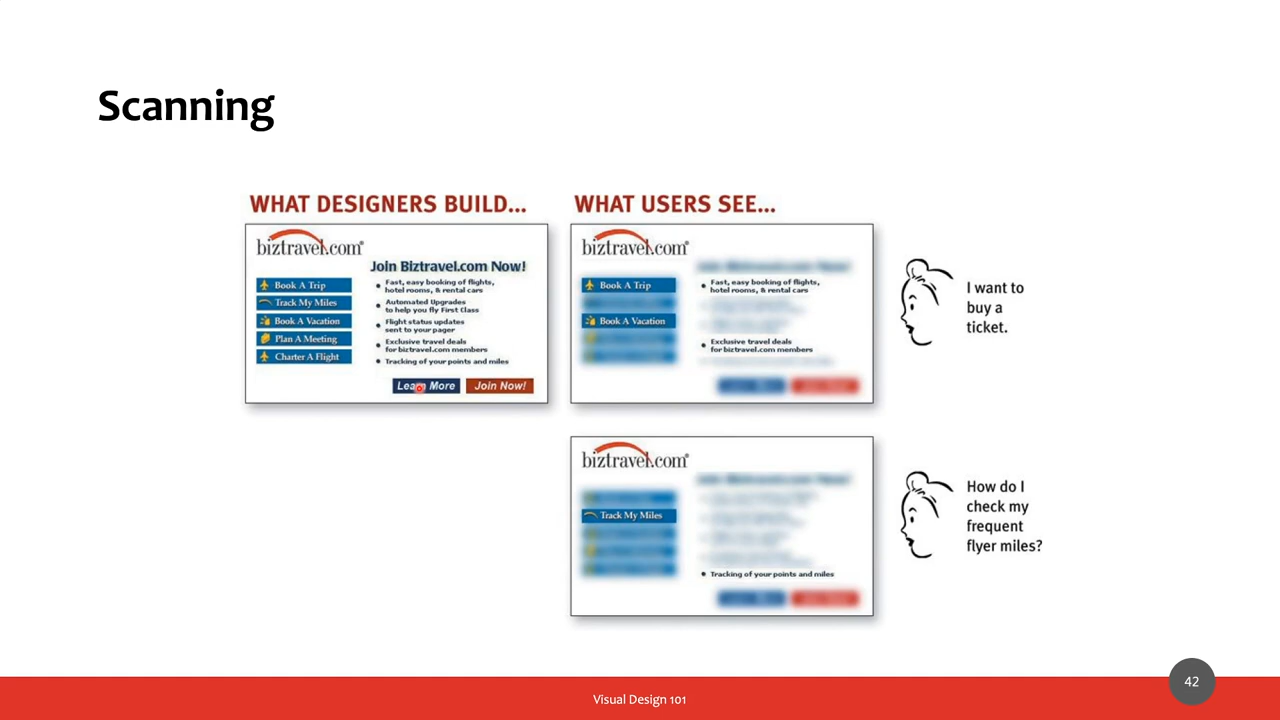 Scanning
WHAT DESIGNERS BUILD...
biztravel.com®
Join Biztravel.com Now!
Book A Trip
Track My Miles
Book A Vacation
Plan A Meeting
Charter A Flight
• Fast, easy booking of flights,
hotel rooms, & rental cars
• Automated Upgrades
to help you fly First Class
• Flight status updates
sent to your pager
• Exclusive travel deals
for biztravel.com members
• Tracking of your points and miles
Learn More
Join Now!
WHAT USERS SEE...
biztravel.com®
Book A Trip
Book A Vacation
• Fast, easy booking of flights,
hotel rooms, & rental cars
• Exclusive travel deals
for biztravel.com members
I want to
buy a
ticket.
biztravel.com®
Track My Miles
• Tracking of your points and miles
How do I
check my
frequent
flyer miles?
Visual Design 101
42